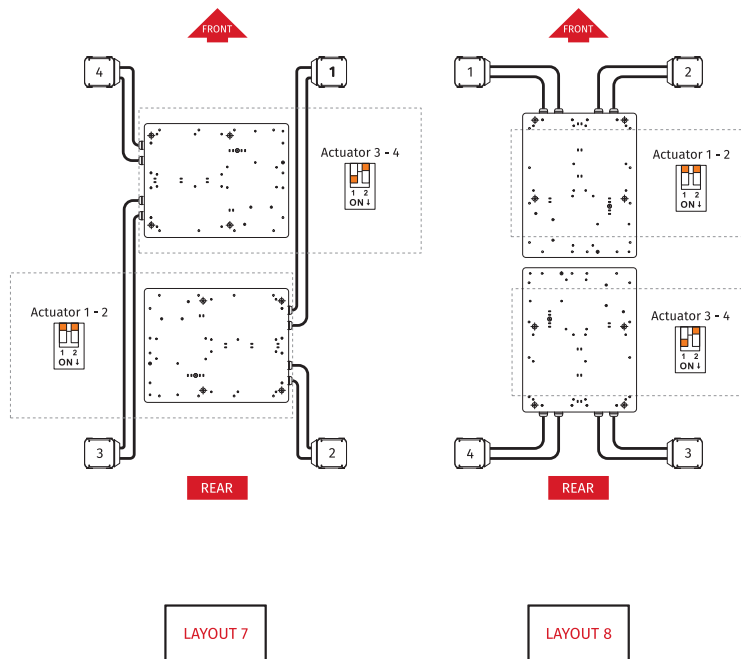 FRONT
4
1
Actuator 3 - 4
1 2
ON ↓
Actuator 1 - 2
1 2
ON ↓
3
2
REAR
LAYOUT 7
FRONT
1
2
Actuator 1 - 2
1 2
ON ↓
Actuator 3 - 4
1 2
ON ↓
4
3
REAR
LAYOUT 8